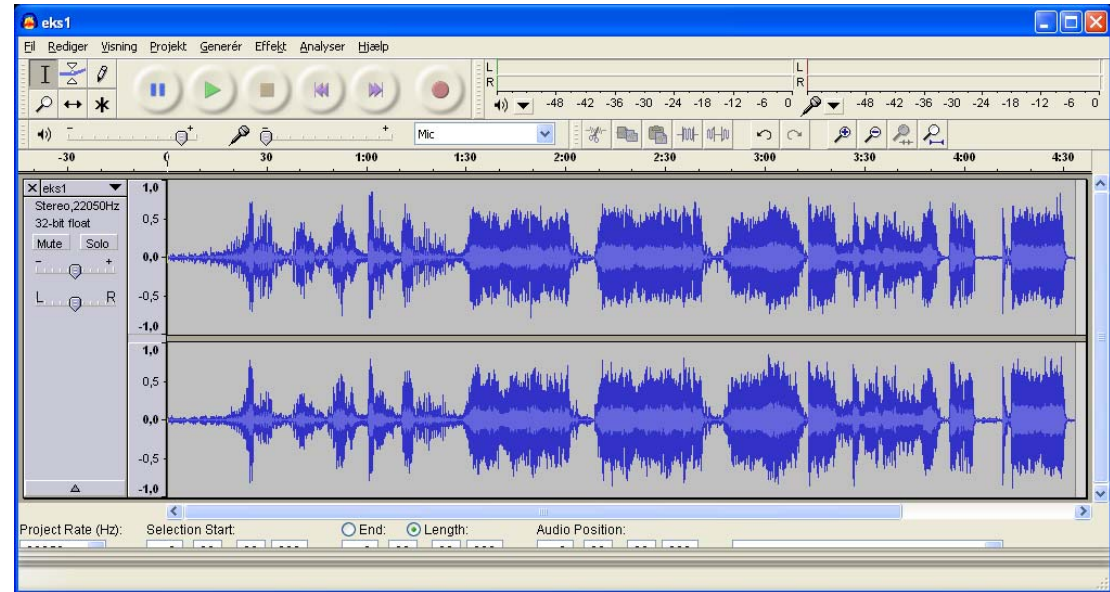 eks1
Fil Rediger Visning Projekt Generér Effekt Analyser Hjælp
L
R
-48 -42 -36 -30 -24 -18 -12 -6 0
L
R
-48 -42 -36 -30 -24 -18 -12 -6 0
- + - + Mic
-30 0 30 1:00 1:30 2:00 2:30 3:00 3:30 4:00 4:30
X eks1
Stereo,22050Hz
32-bit float
Mute Solo
- +
L R
1,0
0,5
0,0
-0,5
-1,0
1,0
0,5
0,0
-0,5
-1,0
Project Rate (Hz): Selection Start: End: Length: Audio Position: